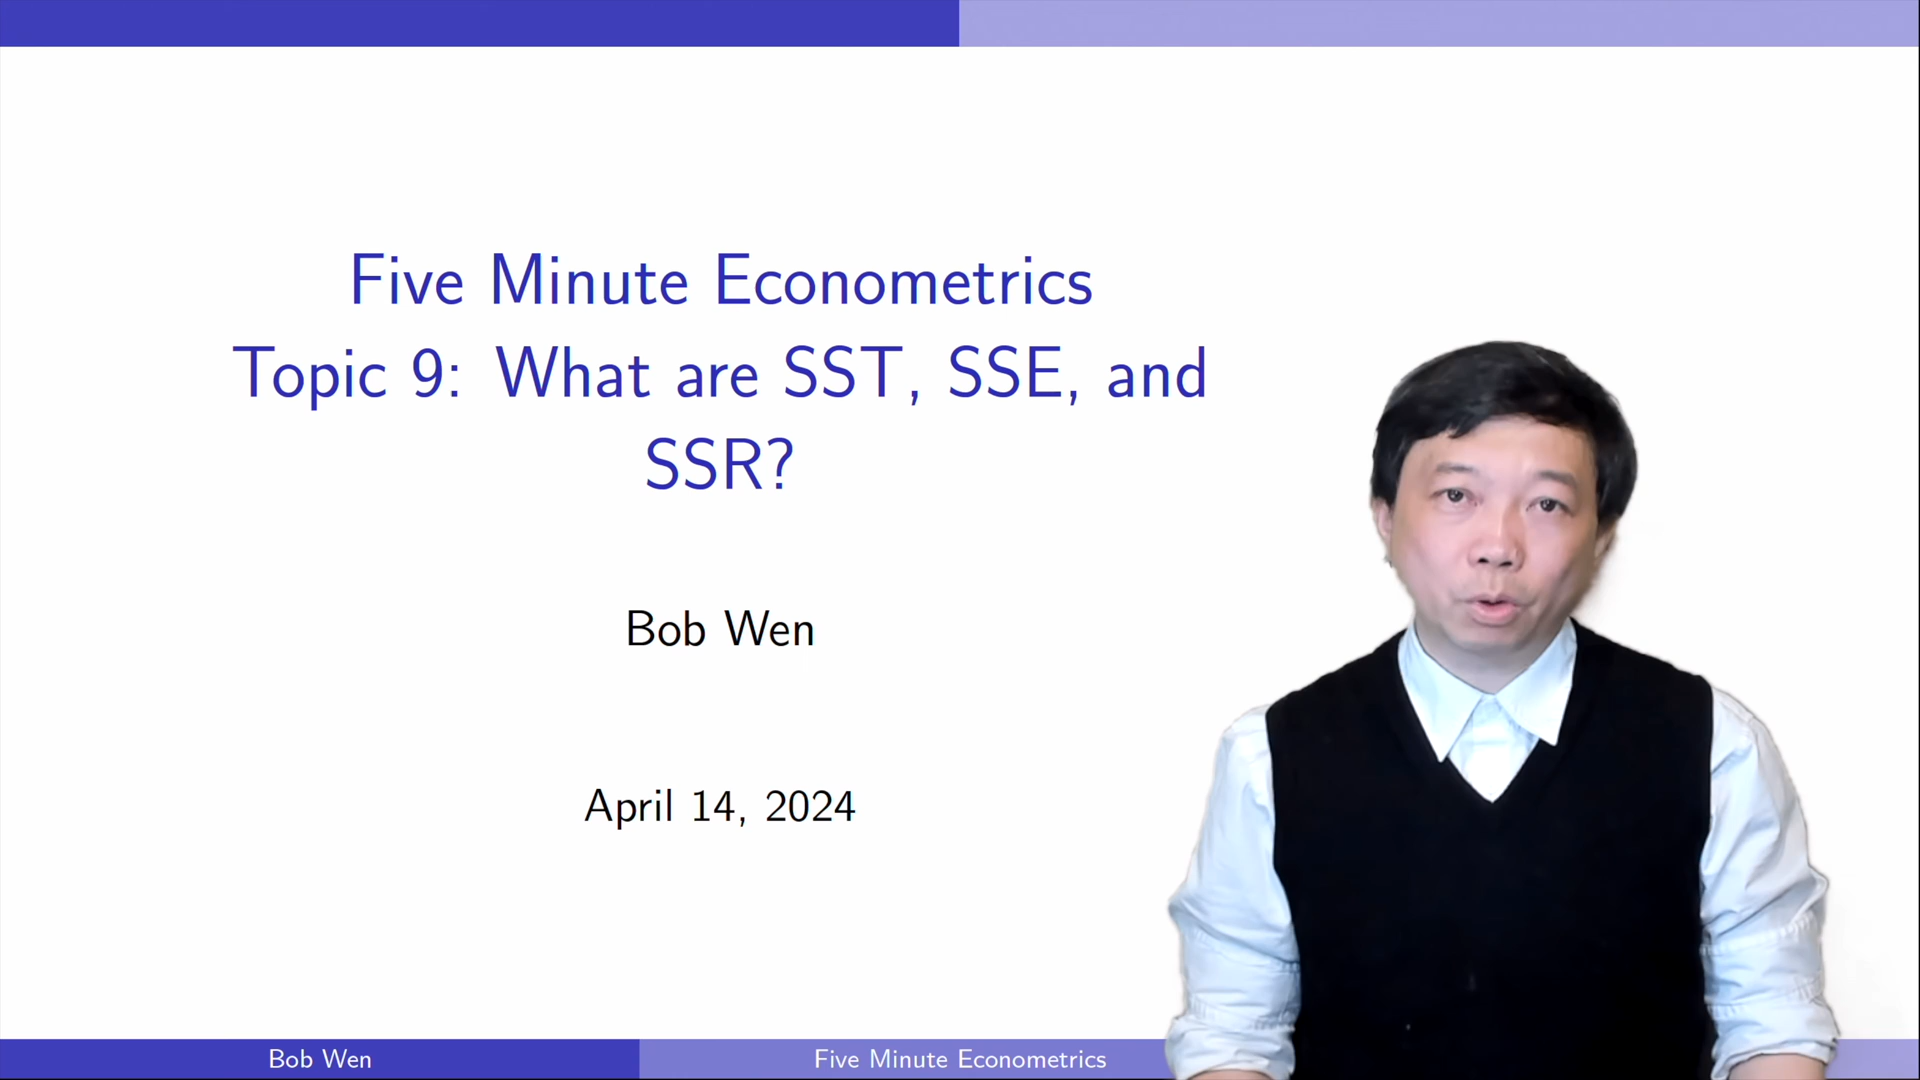 Five Minute Econometrics
Topic 9: What are SST, SSE, and
SSR?
Bob Wen
April 14, 2024
Bob Wen
Five Minute Econometrics